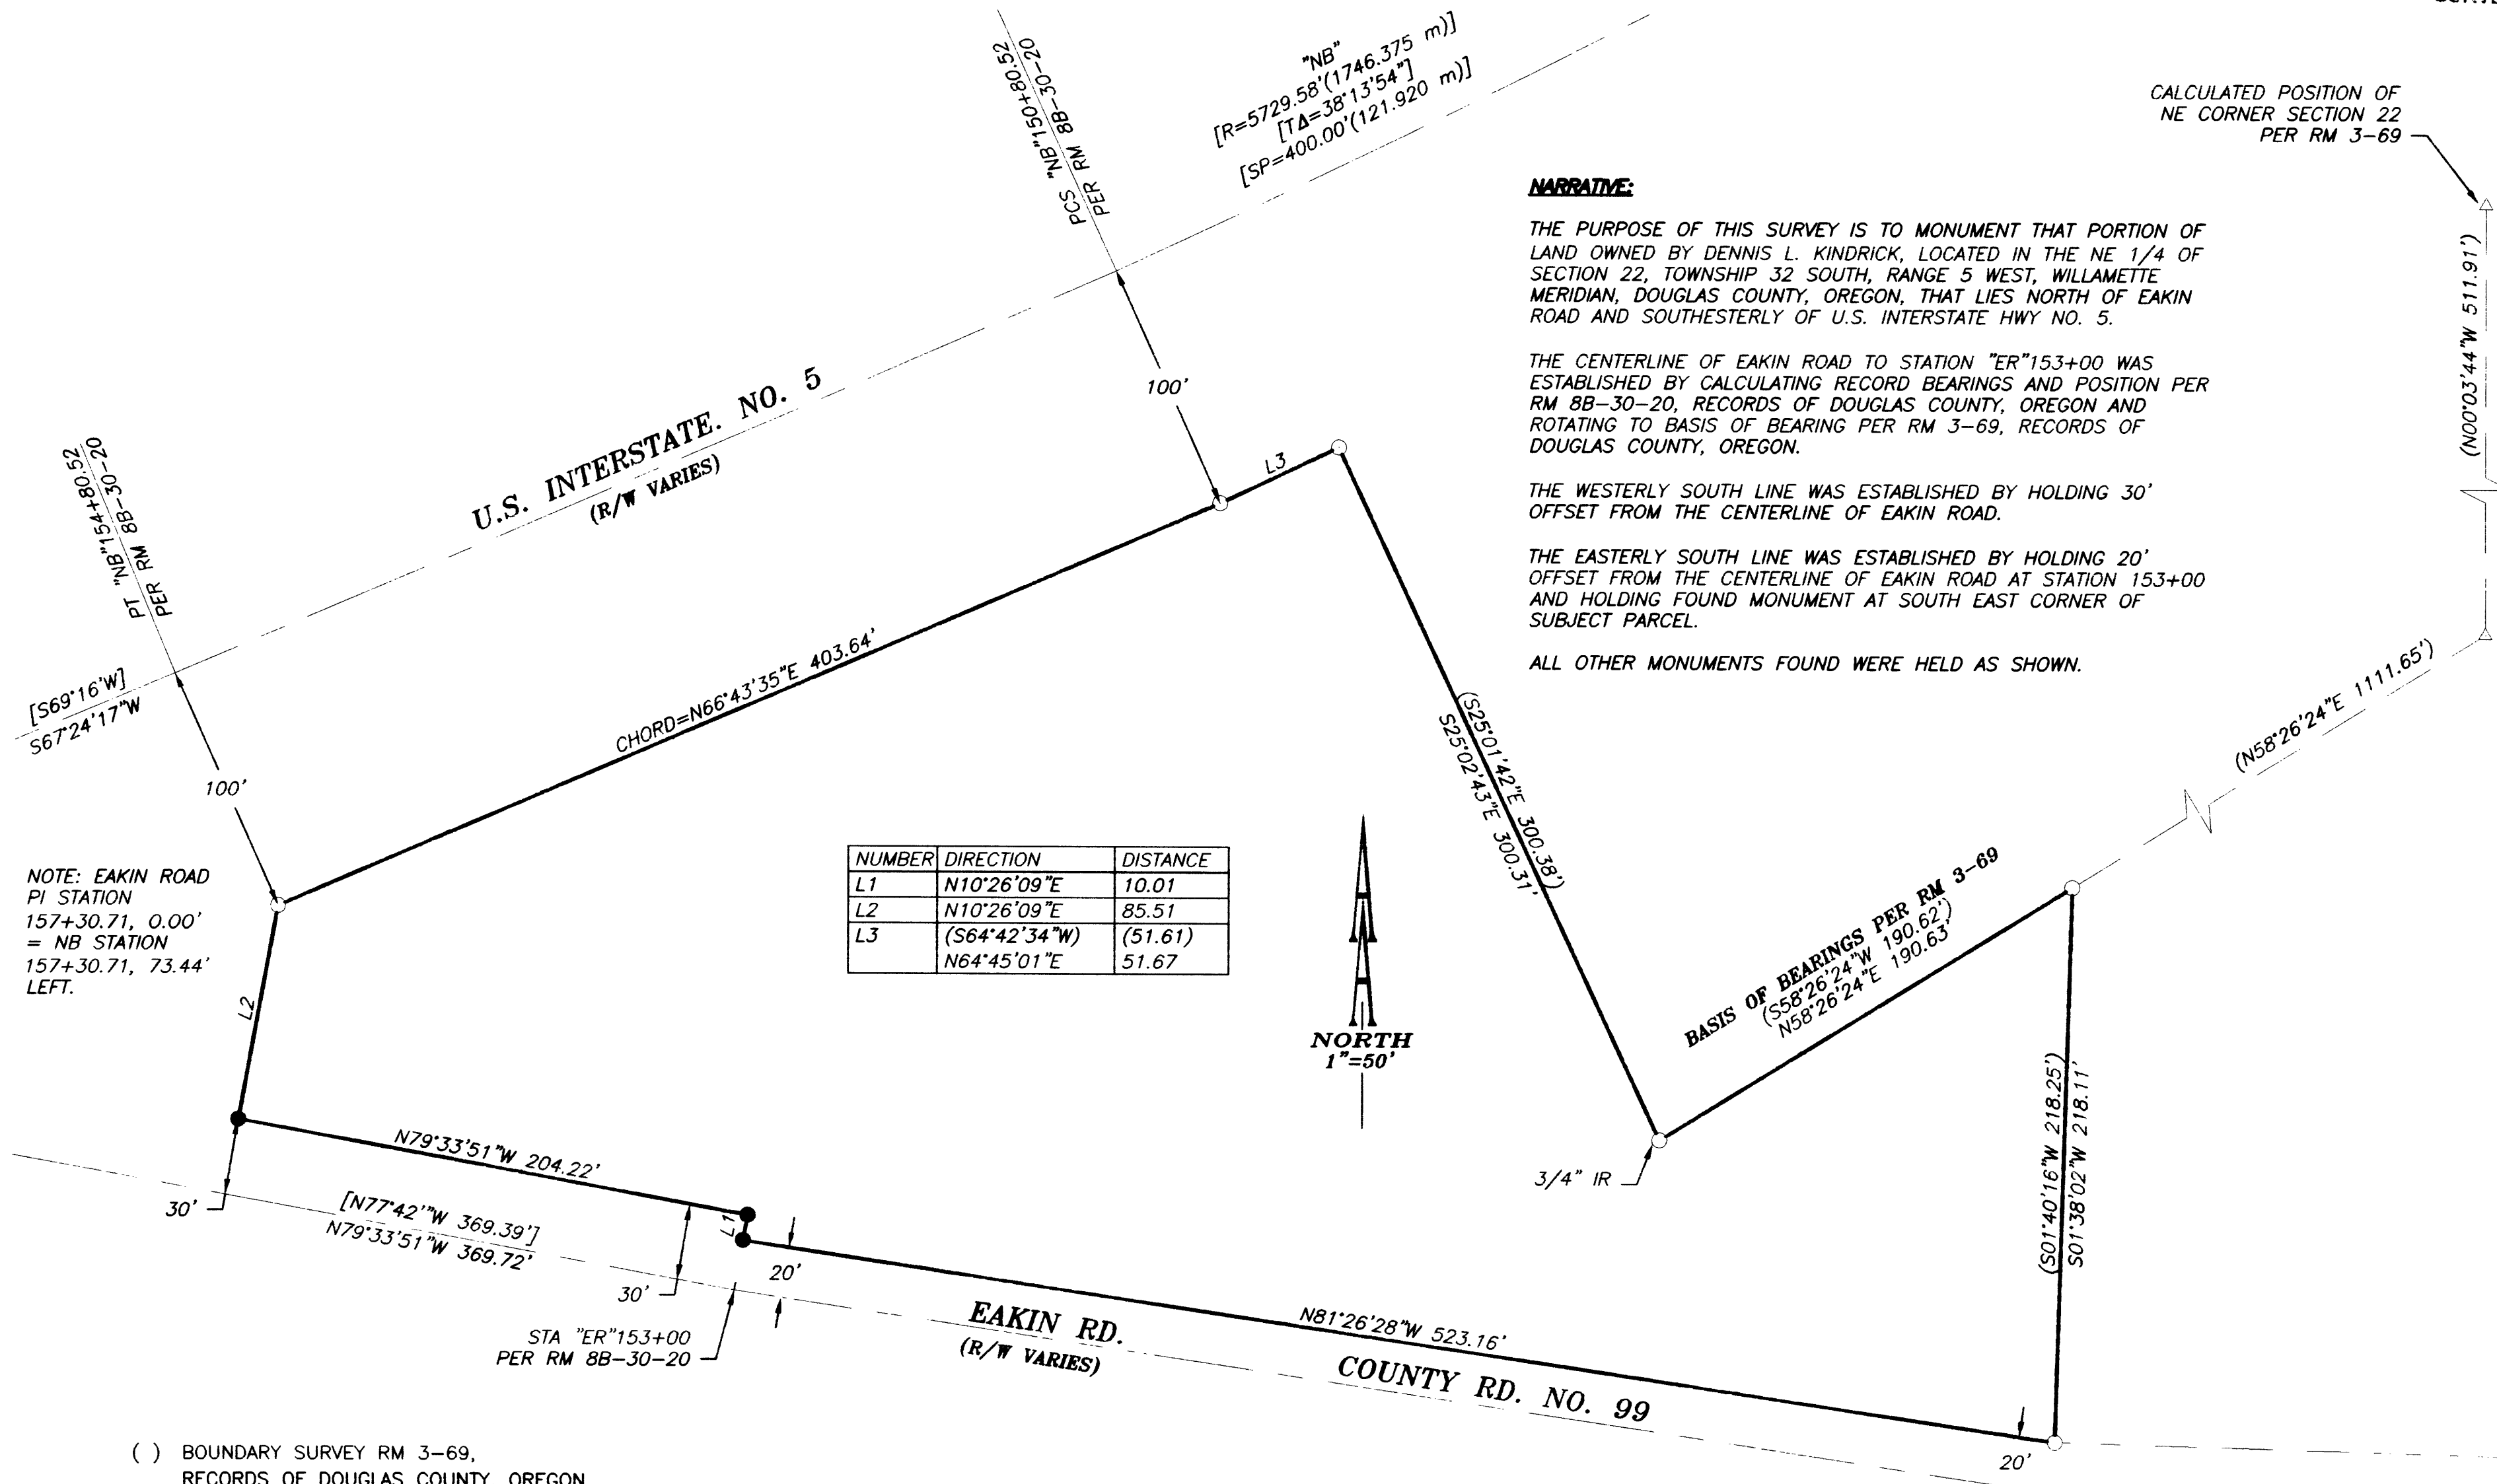 "NB"
[R=5729.58'(1746.375 m)]
[TΔ=38°13'54"]
[SP=400.00'(121.920 m)]
PCS "NB"150+80.52
PER RM 8B-30-20
CALCULATED POSITION OF
NE CORNER SECTION 22
PER RM 3-69
(N00°03'44"W 511.91')
NARRATIVE:
THE PURPOSE OF THIS SURVEY IS TO MONUMENT THAT PORTION OF
LAND OWNED BY DENNIS L. KINDRICK, LOCATED IN THE NE 1/4 OF
SECTION 22, TOWNSHIP 32 SOUTH, RANGE 5 WEST, WILLAMETTE
MERIDIAN, DOUGLAS COUNTY, OREGON, THAT LIES NORTH OF EAKIN
ROAD AND SOUTHESTERLY OF U.S. INTERSTATE HWY NO. 5.
THE CENTERLINE OF EAKIN ROAD TO STATION "ER"153+00 WAS
ESTABLISHED BY CALCULATING RECORD BEARINGS AND POSITION PER
RM 8B-30-20, RECORDS OF DOUGLAS COUNTY, OREGON AND
ROTATING TO BASIS OF BEARING PER RM 3-69, RECORDS OF
DOUGLAS COUNTY, OREGON.
THE WESTERLY SOUTH LINE WAS ESTABLISHED BY HOLDING 30'
OFFSET FROM THE CENTERLINE OF EAKIN ROAD.
THE EASTERLY SOUTH LINE WAS ESTABLISHED BY HOLDING 20'
OFFSET FROM THE CENTERLINE OF EAKIN ROAD AT STATION 153+00
AND HOLDING FOUND MONUMENT AT SOUTH EAST CORNER OF
SUBJECT PARCEL.
ALL OTHER MONUMENTS FOUND WERE HELD AS SHOWN.
100'
U.S. INTERSTATE. NO. 5
(R/W VARIES)
L3
PT "NB"154+80.52
PER RM 8B-30-20
[S69°16'W]
S67°24'17"W
100'
CHORD=N66°43'35"E 403.64'
(S25°01'42"E 300.38')
S25°02'43"E 300.31'
(N58°26'24"E 1111.65')
NOTE: EAKIN ROAD
PI STATION
157+30.71, 0.00'
= NB STATION
157+30.71, 73.44'
LEFT.
L2
NUMBER DIRECTION DISTANCE
L1 N10°26'09"E 10.01
L2 N10°26'09"E 85.51
L3 (S64°42'34"W) (51.61)
N64°45'01"E 51.67
NORTH
1"=50'
BASIS OF BEARINGS PER RM 3-69
(S58°26'24"W 190.62')
N58°26'24"E 190.63'
3/4" IR
(S01°40'16"W 218.25')
S01°38'02"W 218.11'
N79°33'51"W 204.22'
30'
[N77°42'"W 369.39']
N79°33'51"W 369.72'
L1
30'
20'
STA "ER"153+00
PER RM 8B-30-20
EAKIN RD.
(R/W VARIES)
N81°26'28"W 523.16'
COUNTY RD. NO. 99
20'
( ) BOUNDARY SURVEY RM 3-69,
RECORDS OF DOUGLAS COUNTY, OREGON